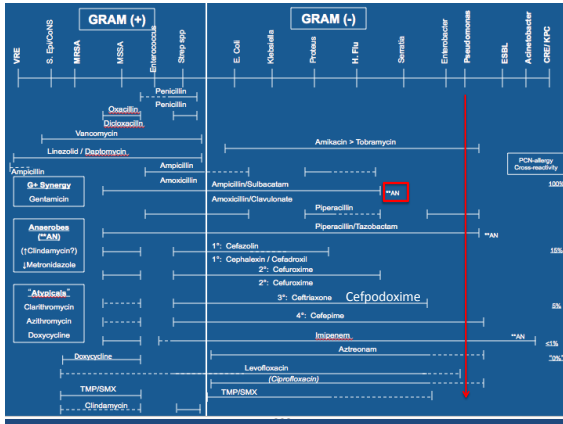 GRAM (+)
GRAM (-)
VRE
S. Epi/CoNS
MRSA
MSSA
Enterococcus
Strep spp
E. Coli
Klebsiella
Proteus
H. Flu
Serratia
Enterobacter
Pseudomonas
ESBL
Acinetobacter
CRE/ KPC
Penicillin
Oxacillin
Penicillin
Dicloxacillin
Vancomycin
Amikacin > Tobramycin
Linezolid / Daptomycin
PCN-allergy
Cross-reactivity
Ampicillin
Ampicillin
Amoxicillin
100%
G+ Synergy
Gentamicin
Ampicillin/Sulbactam
**AN
Amoxicillin/Clavulonate
Piperacillin
Anaerobes
(**AN)
(↑Clindamycin?)
↓Metronidazole
Piperacillin/Tazobactam
**AN
1°: Cefazolin
15%
1°: Cephalexin / Cefadroxil
2°: Cefuroxime
2°: Cefuroxime
"Atypicals"
Clarithromycin
Azithromycin
Doxycycline
3°: Ceftriaxone
Cefpodoxime
5%
4°: Cefepime
Imipenem
**AN
≤1%
Aztreonam
"0%"
Doxycycline
Levofloxacin
(Ciprofloxacin)
TMP/SMX
TMP/SMX
Clindamycin